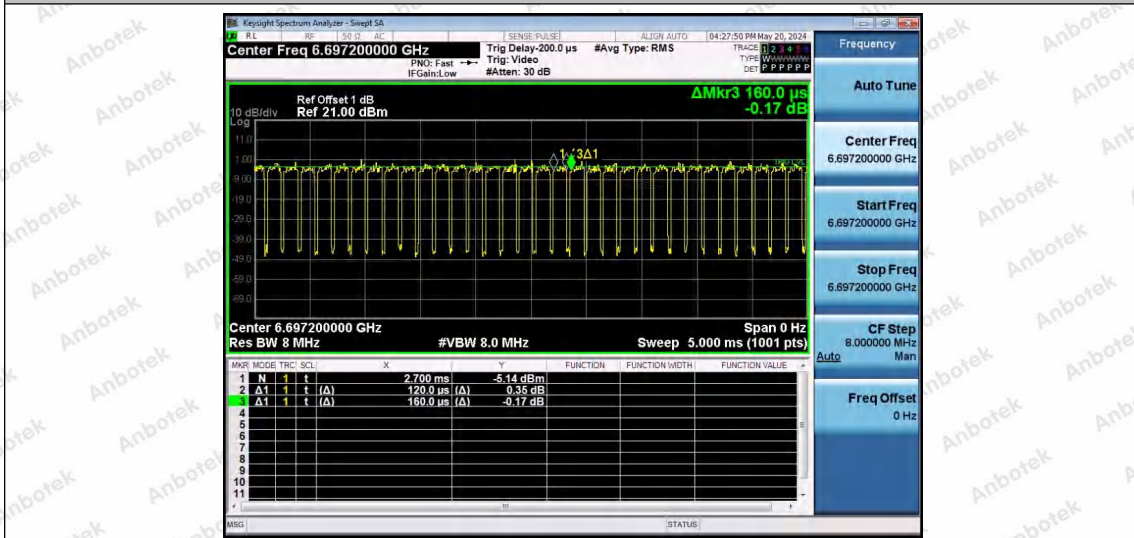 Keysight Spectrum Analyzer - Swept SA
RL RF 50 Ω AC SENSE:PULSE ALIGN AUTO 04:27:50 PM May 20, 2024
Center Freq 6.697200000 GHz
PNO: Fast
IFGain:Low
Trig Delay-200.0 µs
Trig: Video
#Atten: 30 dB
#Avg Type: RMS
TRACE 1 2 3 4 5 6
TYPE WWWWWW
DET P P P P P P
Frequency
Auto Tune
Center Freq
6.697200000 GHz
Start Freq
6.697200000 GHz
Stop Freq
6.697200000 GHz
CF Step
8.000000 MHz
Auto Man
Freq Offset
0 Hz
ΔMkr3 160.0 µs
-0.17 dB
Ref Offset 1 dB
10 dB/div Ref 21.00 dBm
Log
11.0
1.00
-9.00
-19.0
-29.0
-39.0
-49.0
-59.0
-69.0
3Δ1
Center 6.697200000 GHz Span 0 Hz
Res BW 8 MHz #VBW 8.0 MHz Sweep 5.000 ms (1001 pts)
MKR MODE TRC SCL X Y FUNCTION FUNCTION WIDTH FUNCTION VALUE
1 N 1 t 2.700 ms -5.14 dBm
2 Δ1 1 t (Δ) 120.0 µs (Δ) 0.35 dB
3 Δ1 1 t (Δ) 160.0 µs (Δ) -0.17 dB
4
5
6
7
8
9
10
11
MSG STATUS
Anbotek